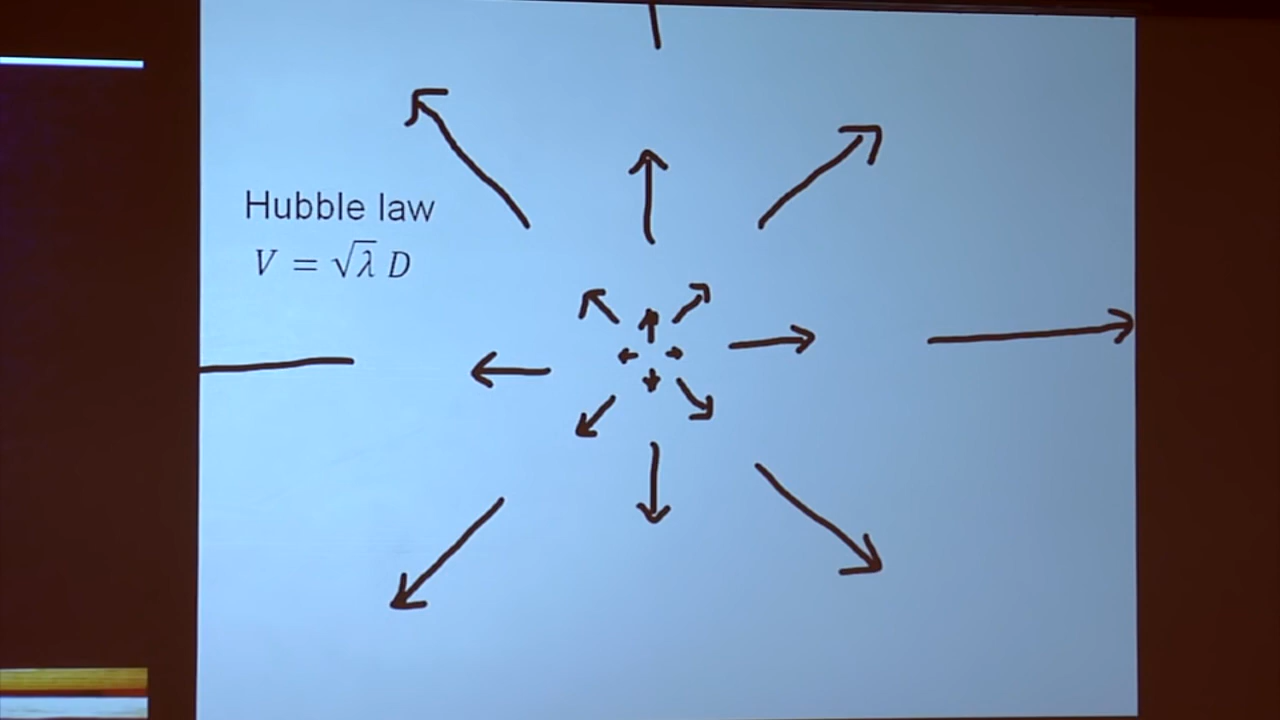 Hubble law
V = √λ D